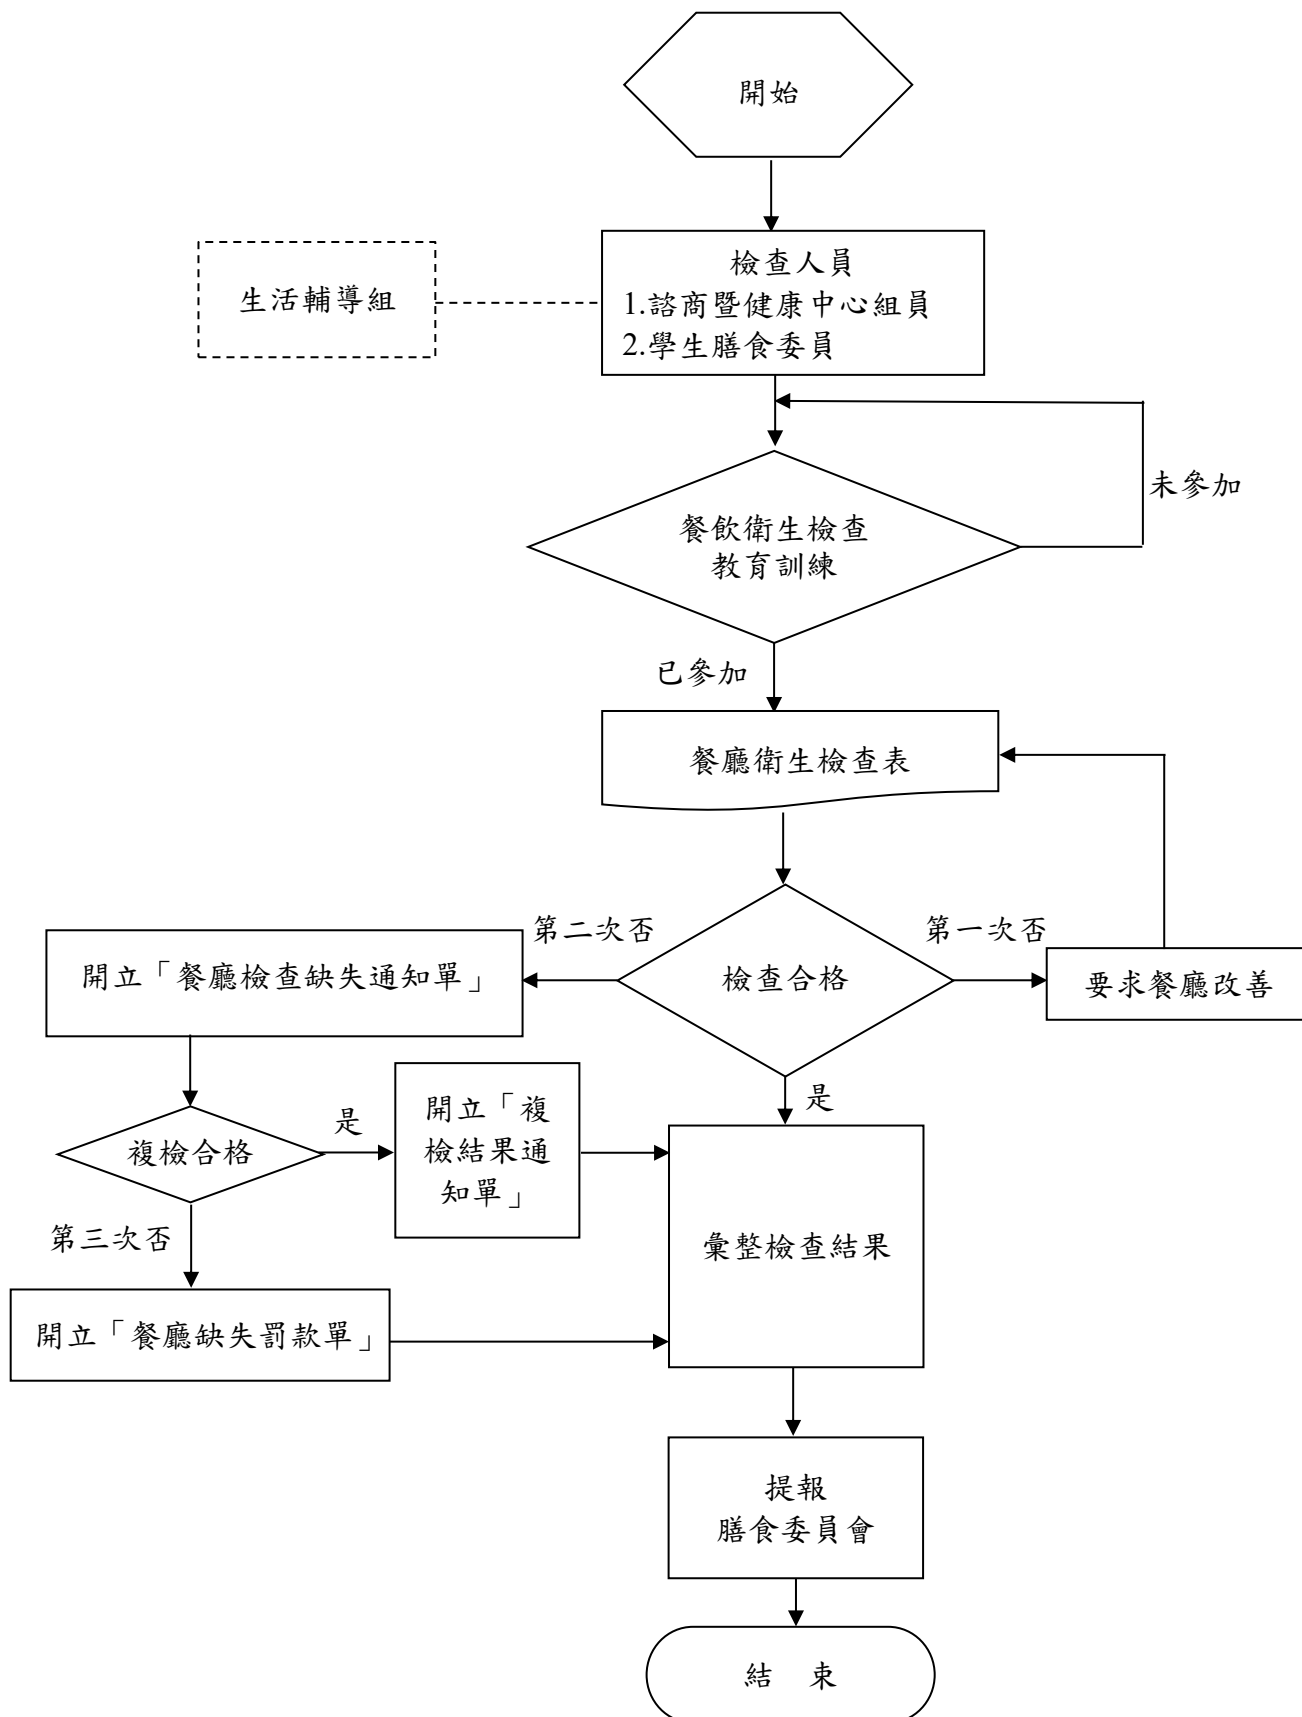 開始
生活輔導組
檢查人員
1.諮商暨健康中心組員
2.學生膳食委員
未參加
餐飲衛生檢查
教育訓練
已參加
餐廳衛生檢查表
第二次否
第一次否
開立「餐廳檢查缺失通知單」
檢查合格
要求餐廳改善
是
開立「複
檢結果通
知單」
是
複檢合格
第三次否
彙整檢查結果
開立「餐廳缺失罰款單」
提報
膳食委員會
結 束